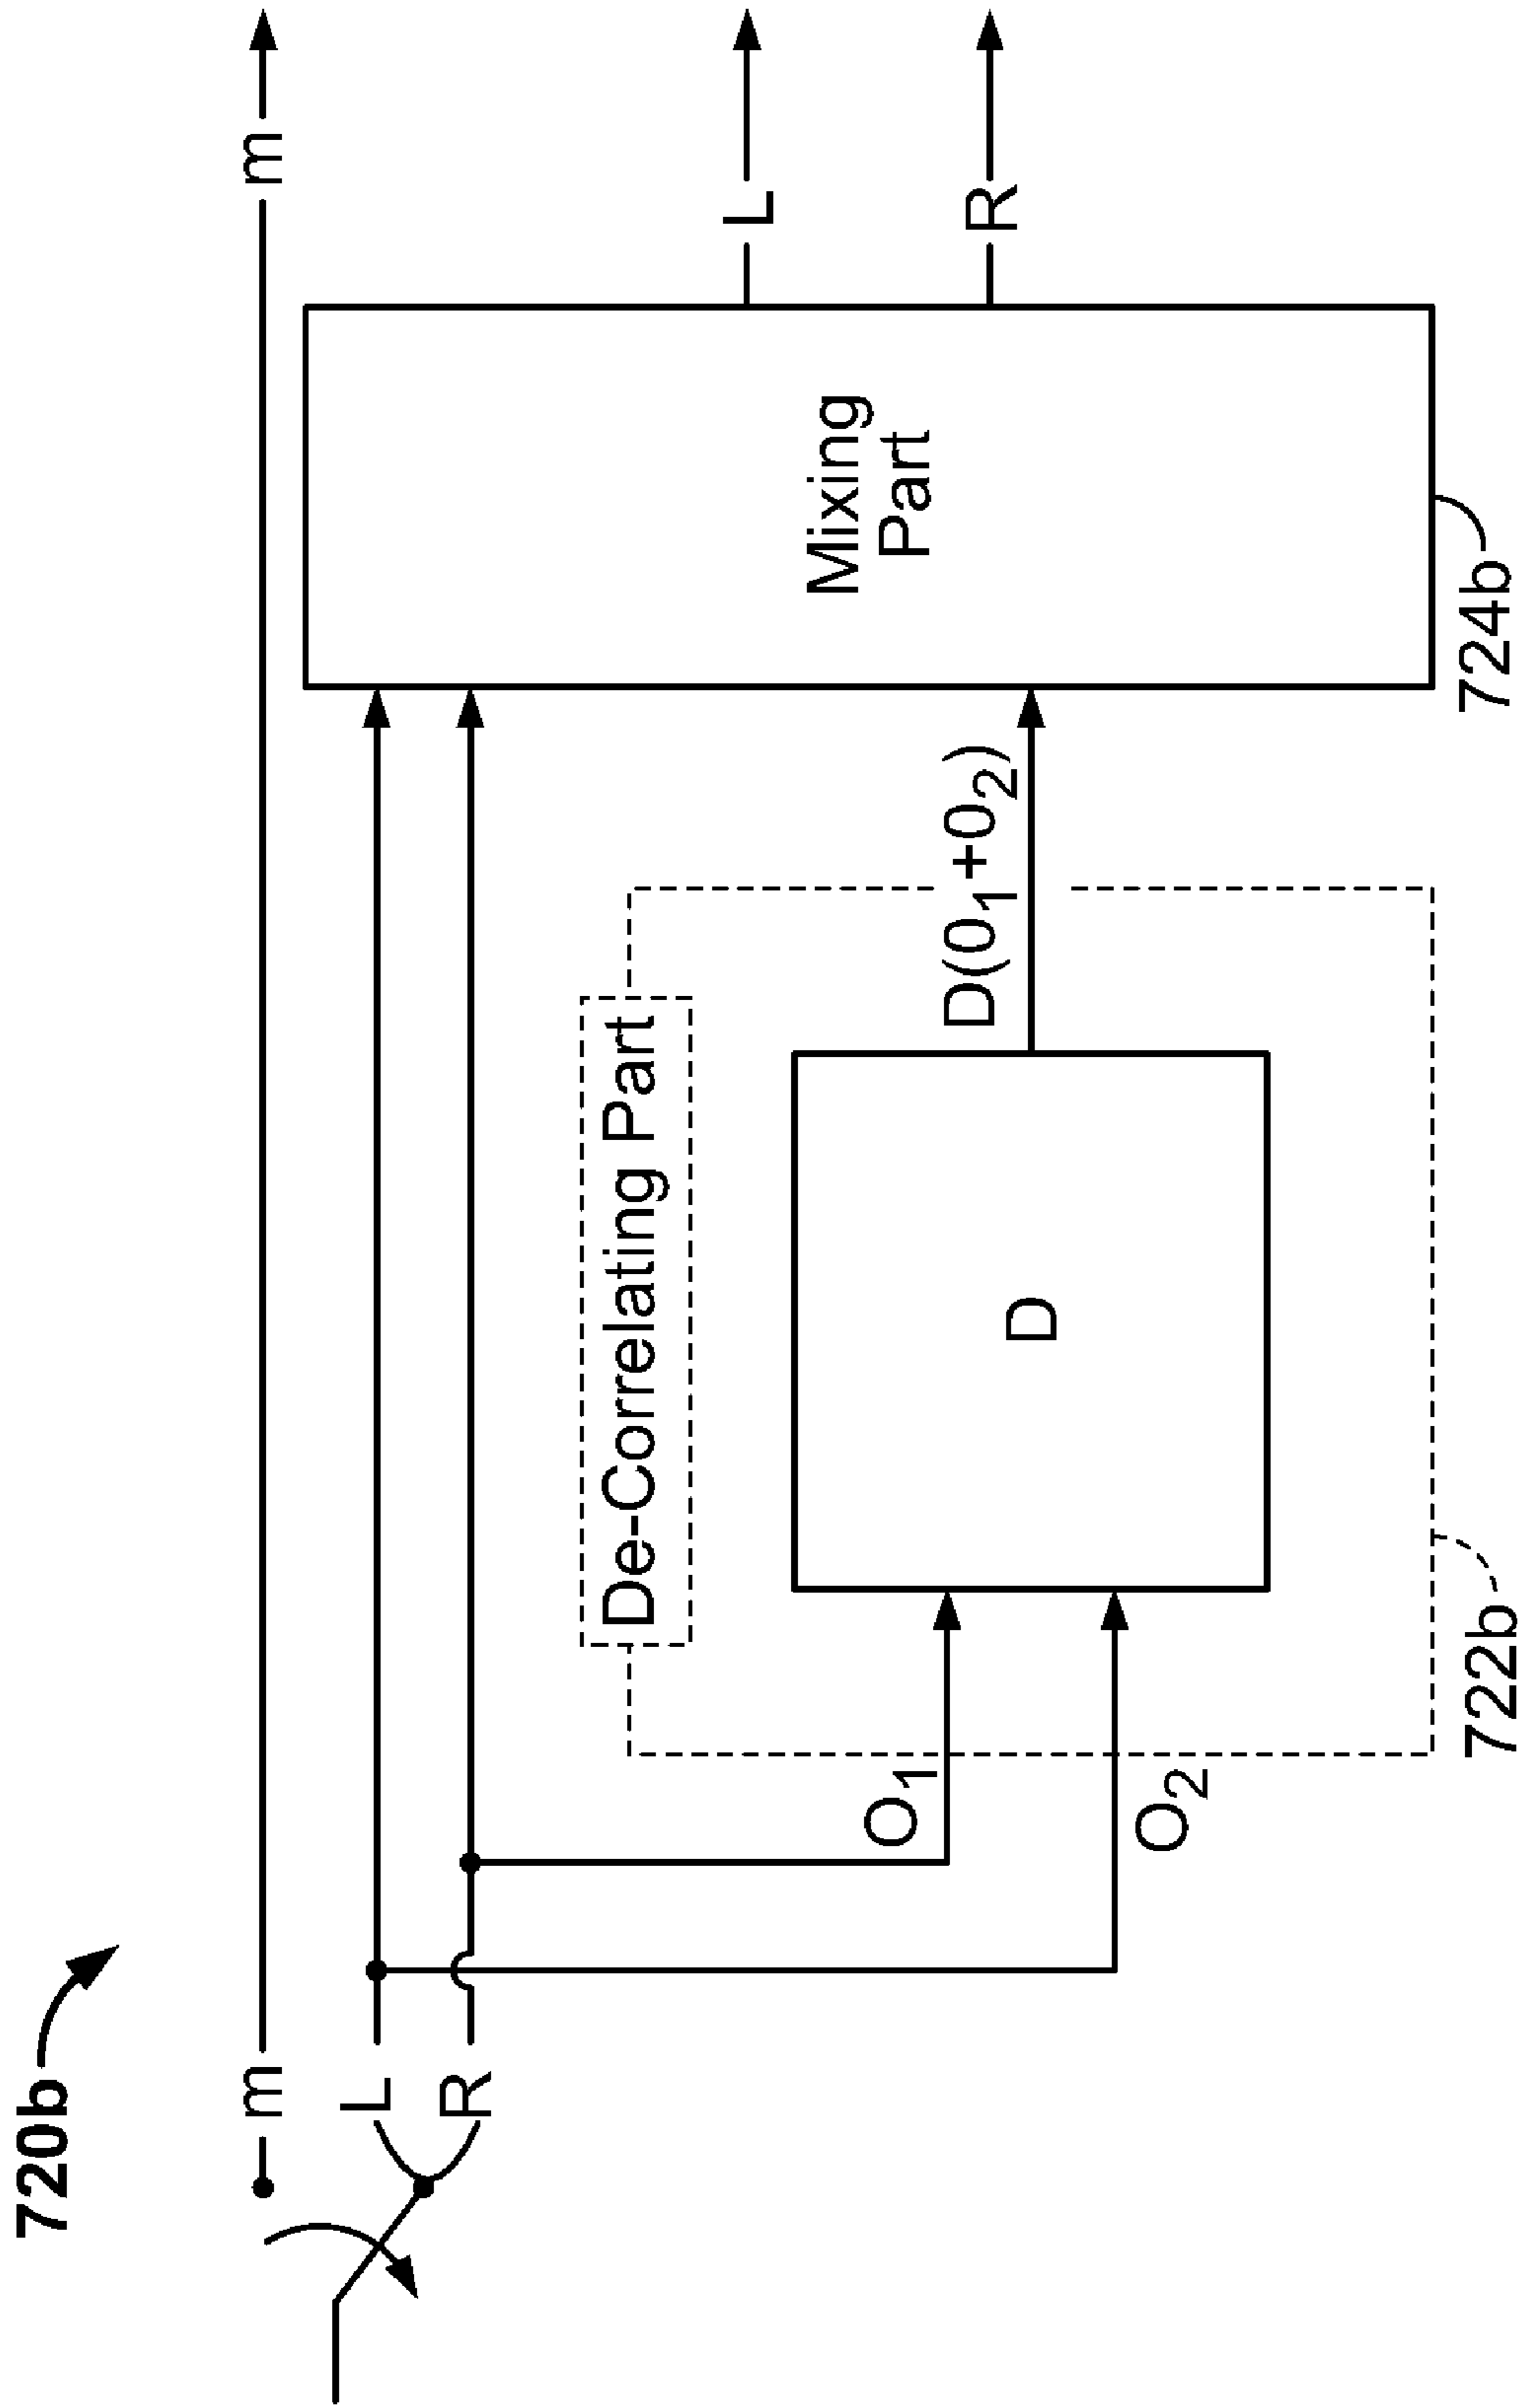 720b
m
m
L
R
L
R
Mixing
Part
724b
De-Correlating Part
D
D(0₁+0₂)
O₁
O₂
722b